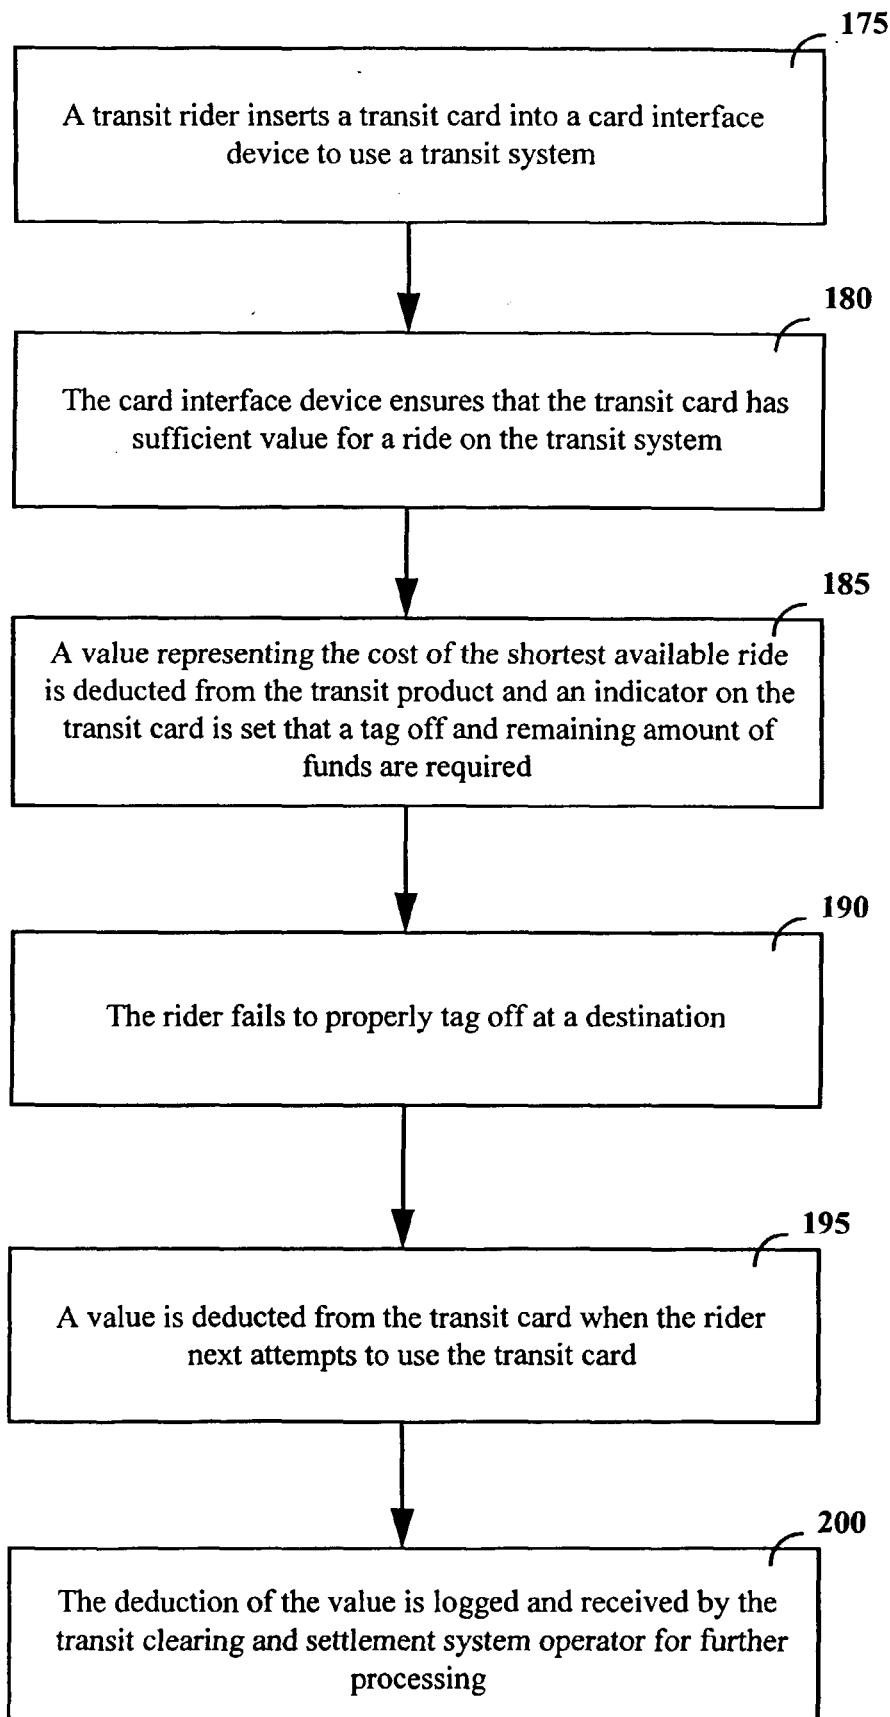 175
A transit rider inserts a transit card into a card interface
device to use a transit system
180
The card interface device ensures that the transit card has
sufficient value for a ride on the transit system
185
A value representing the cost of the shortest available ride
is deducted from the transit product and an indicator on the
transit card is set that a tag off and remaining amount of
funds are required
190
The rider fails to properly tag off at a destination
195
A value is deducted from the transit card when the rider
next attempts to use the transit card
200
The deduction of the value is logged and received by the
transit clearing and settlement system operator for further
processing